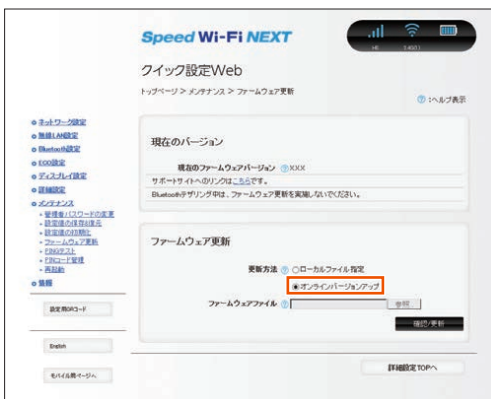 Speed Wi-Fi NEXT
クイック設定Web
トップページ > メンテナンス > ファームウェア更新
:ヘルプ表示
ネットワーク設定
無線LAN設定
Bluetooth設定
ECO設定
ディスプレイ設定
詳細設定
メンテナンス
管理者パスワードの変更
設定値の保存&復元
設定値の初期化
ファームウェア更新
PINGテスト
PINコード管理
再起動
情報
設定用QRコード
English
モバイル用ページへ
現在のバージョン
現在のファームウェアバージョン ? XXX
サポートサイトへのリンクはこちらです。
Bluetoothテザリング中は、ファームウェア更新を実施しないでください。
ファームウェア更新
更新方法 ? ローカルファイル指定
オンラインバージョンアップ
ファームウェアファイル ? 参照...
確認/更新
詳細設定TOPへ